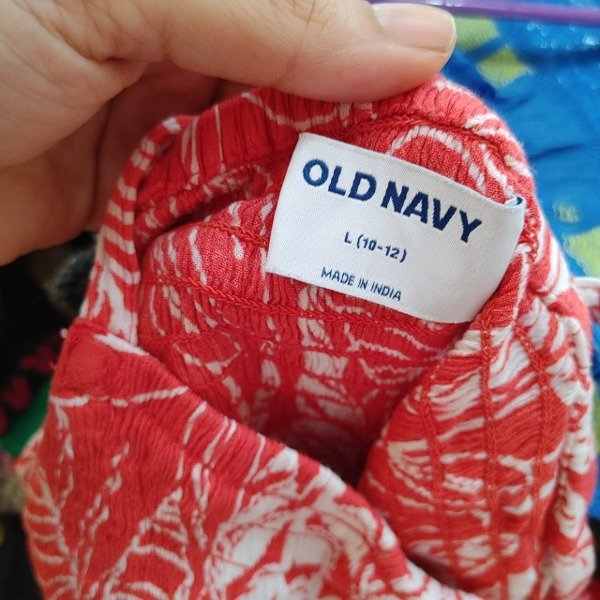 OLD NAVY
L (10-12)
MADE IN INDIA